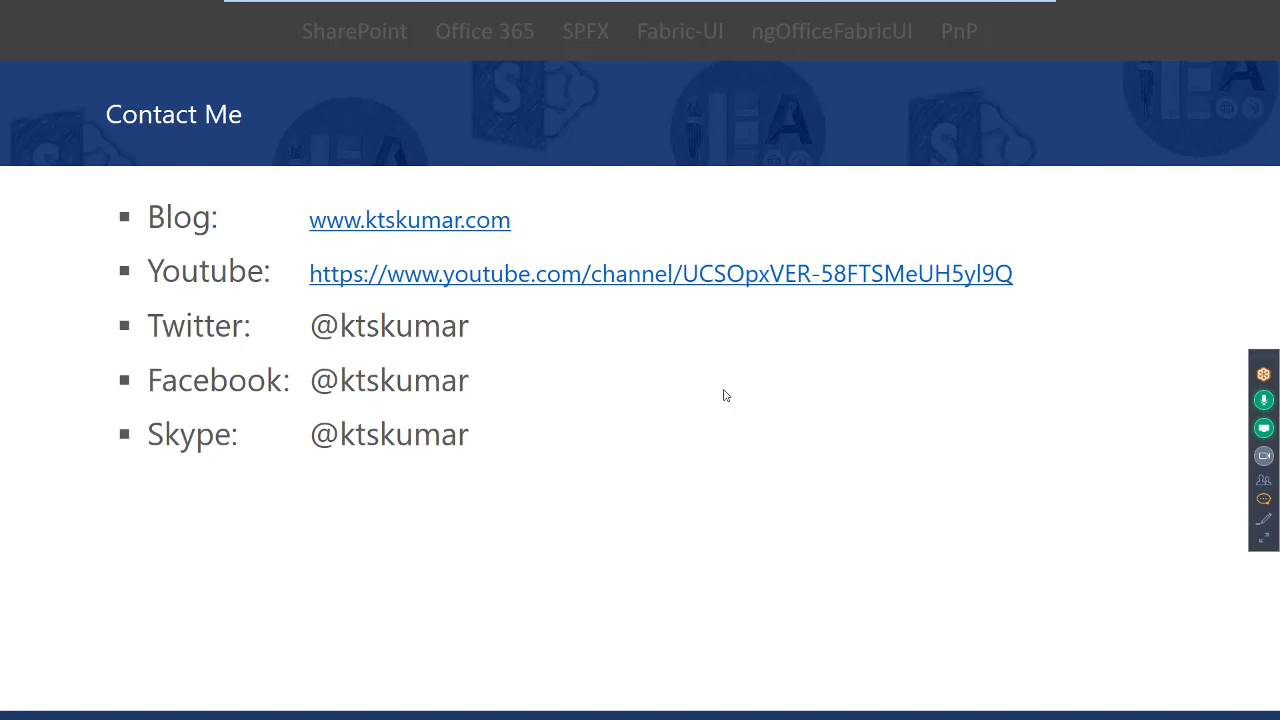 SharePoint Office 365 SPFX Fabric-UI ngOfficeFabricUI PnP
Contact Me
Blog: www.ktskumar.com
Youtube: https://www.youtube.com/channel/UCSOpxVER-58FTSMeUH5yl9Q
Twitter: @ktskumar
Facebook: @ktskumar
Skype: @ktskumar